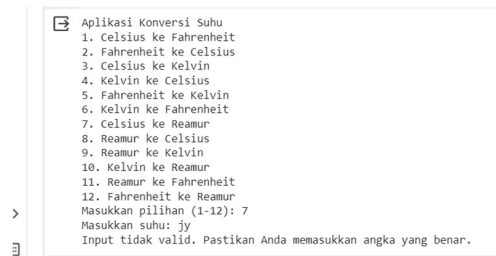 Aplikasi Konversi Suhu
1. Celsius ke Fahrenheit
2. Fahrenheit ke Celsius
3. Celsius ke Kelvin
4. Kelvin ke Celsius
5. Fahrenheit ke Kelvin
6. Kelvin ke Fahrenheit
7. Celsius ke Reamur
8. Reamur ke Celsius
9. Reamur ke Kelvin
10. Kelvin ke Reamur
11. Reamur ke Fahrenheit
12. Fahrenheit ke Reamur
Masukkan pilihan (1-12): 7
Masukkan suhu: jy
Input tidak valid. Pastikan Anda memasukkan angka yang benar.